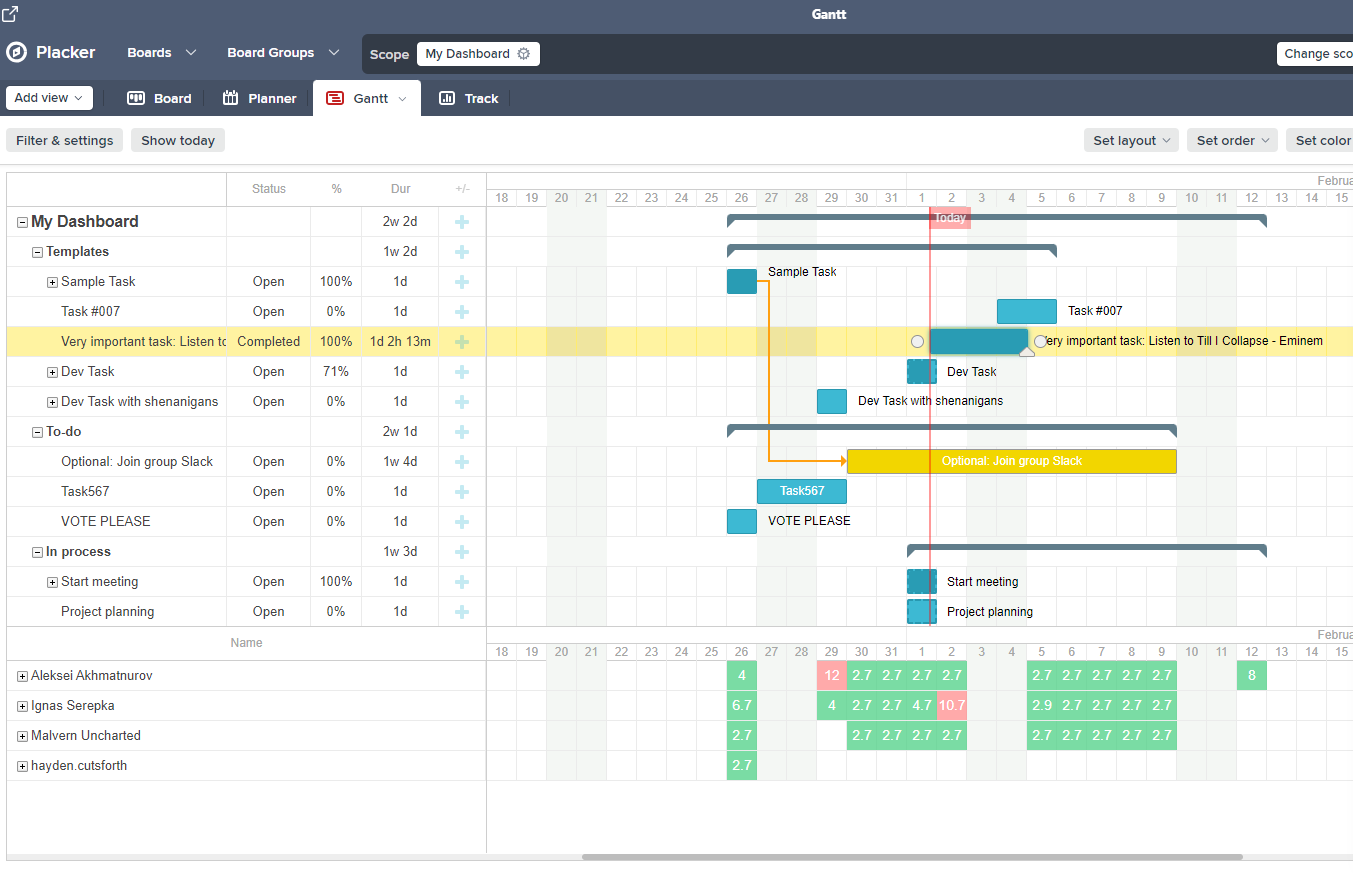 Gantt
Placker Boards Board Groups Scope My Dashboard Change sco
Add view Board Planner Gantt Track
Filter & settings Show today Set layout Set order Set color
Status % Dur +/- Februa
18 19 20 21 22 23 24 25 26 27 28 29 30 31 1 2 3 4 5 6 7 8 9 10 11 12 13 14 15
My Dashboard 2w 2d Today
Templates 1w 2d
Sample Task Open 100% 1d Sample Task
Task #007 Open 0% 1d Task #007
Very important task: Listen to Completed 100% 1d 2h 13m ery important task: Listen to Till I Collapse - Eminem
Dev Task Open 71% 1d Dev Task
Dev Task with shenanigans Open 0% 1d Dev Task with shenanigans
To-do 2w 1d
Optional: Join group Slack Open 0% 1w 4d Optional: Join group Slack
Task567 Open 0% 1d Task567
VOTE PLEASE Open 0% 1d VOTE PLEASE
In process 1w 3d
Start meeting Open 100% 1d Start meeting
Project planning Open 0% 1d Project planning
Name Februa
18 19 20 21 22 23 24 25 26 27 28 29 30 31 1 2 3 4 5 6 7 8 9 10 11 12 13 14 15
Aleksei Akhmatnurov 4 12 2.7 2.7 2.7 2.7 2.7 2.7 2.7 2.7 2.7 8
Ignas Serepka 6.7 4 2.7 2.7 4.7 10.7 2.9 2.7 2.7 2.7 2.7
Malvern Uncharted 2.7 2.7 2.7 2.7 2.7 2.7 2.7 2.7 2.7 2.7
hayden.cutsforth 2.7